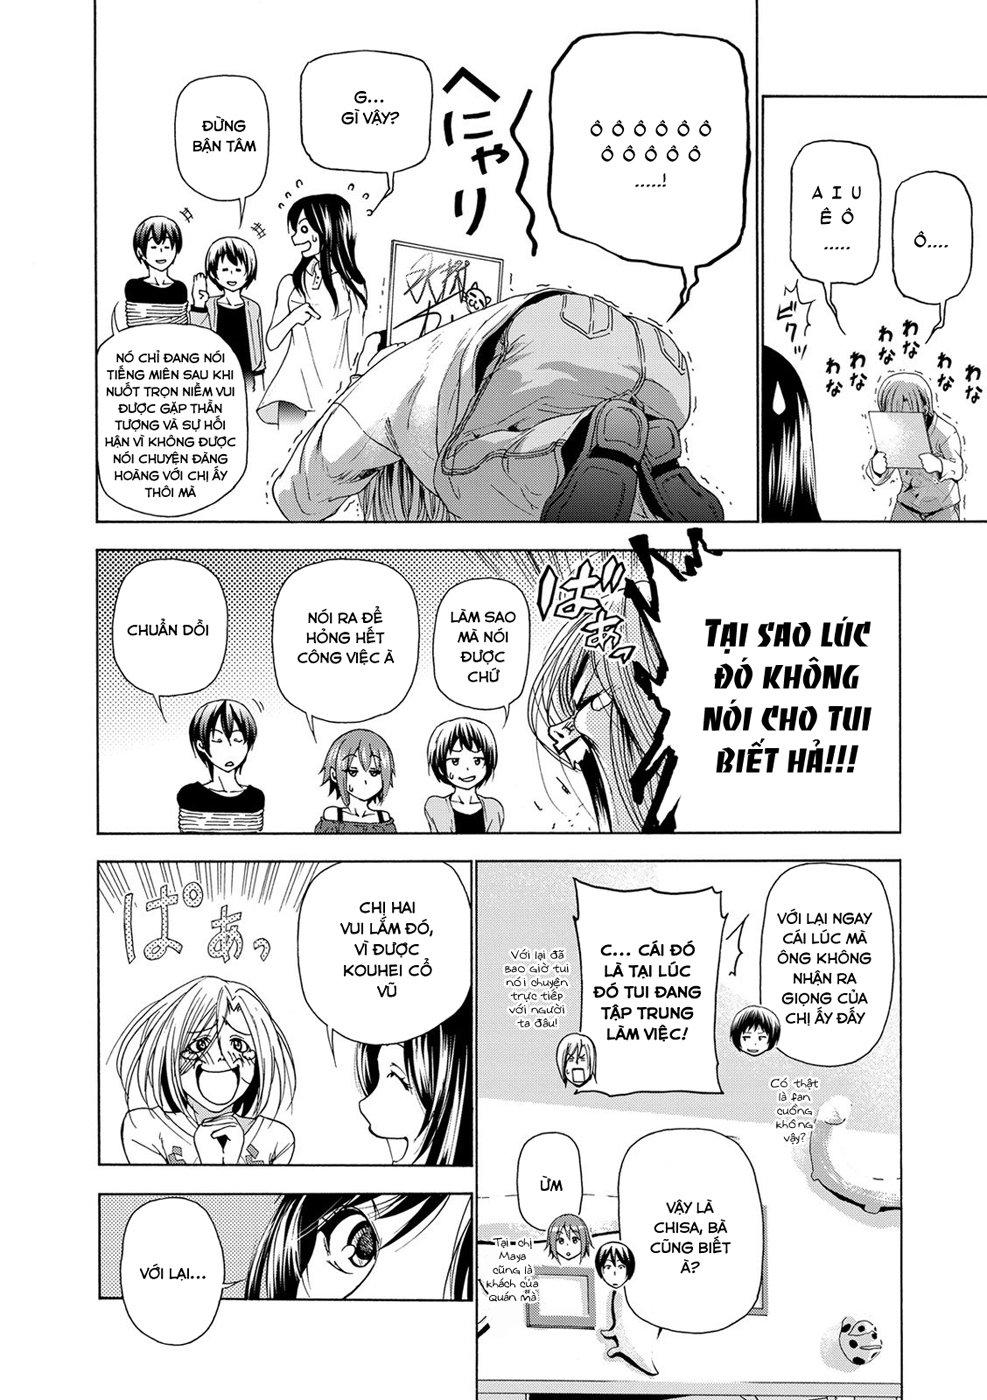 Ô....
A I U
Ê Ô
.....
ビクッ
わなわな
わなわな
わなわな
Ô Ô Ô Ô Ô Ô
Ô Ô Ô Ô Ô
.....!
へにゃり
G...
GÌ VẬY?
ĐỪNG
BẬN TÂM
NÓ CHỈ ĐANG NÓI
TIẾNG MIÊN SAU KHI
NUỐT TRỌN NIỀM VUI
ĐƯỢC GẶP THẦN
TƯỢNG VÀ SỰ HỐI
HẬN VÌ KHÔNG ĐƯỢC
NÓI CHUYỆN ĐÀNG
HOÀNG VỚI CHỊ ẤY
THÔI MÀ
TẠI SAO LÚC
ĐÓ KHÔNG
NÓI CHO TUI
BIẾT HẢ!!!
ばぁっ
LÀM SAO
MÀ NÓI
ĐƯỢC
CHỨ
NÓI RA ĐỂ
HỎNG HẾT
CÔNG VIỆC À
CHUẨN DỒI
VỚI LẠI NGAY
CÁI LÚC MÀ
ÔNG KHÔNG
NHẬN RA
GIỌNG CỦA
CHỊ ẤY ĐẤY
Có thật
là fan
cuồng
không
vậy?
C... CÁI ĐÓ
LÀ TẠI LÚC
ĐÓ TUI ĐANG
TẬP TRUNG
LÀM VIỆC!
Với lại đã
bao giờ tui
nói chuyện
trực tiếp
với người
ta đâu!
VẬY LÀ
CHISA, BÀ
CŨNG BIẾT
À?
ỪM
Tại chị
Maya
cũng là
khách của
Quán mà
CHỊ HAI
VUI LẮM ĐÓ,
VÌ ĐƯỢC
KOUHEI CỔ
VŨ
ぱぁっ
VỚI LẠI...